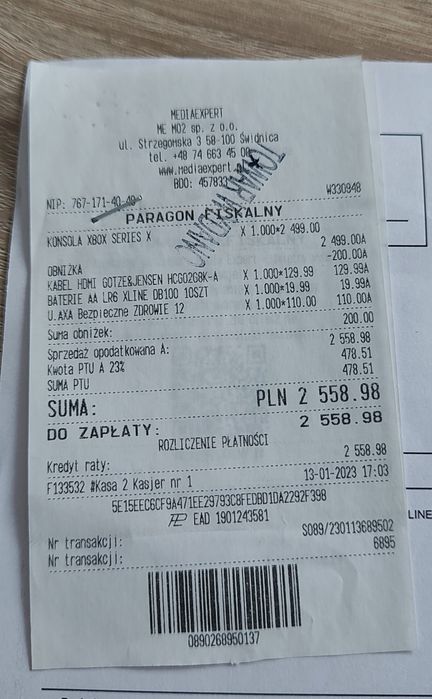 MEDIAEXPERT
ME M02 sp. z o.o.
ul. Strzegomska 3 58-100 Świdnica
tel. +48 74 663 45 00
www.mediaexpert.pl
BDO: 457833
NIP: 767-171-40-49
W330948
PARAGON FISKALNY
KONSOLA XBOX SERIES X X 1.000*2 499.00
2 499.00A
OBNIŻKA -200.00A
KABEL HDMI GOTZE&JENSEN HC602G8K-A X 1.000*129.99 129.99A
BATERIE AA LR6 XLINE DB100 10SZT X 1.000*19.99 19.99A
U.AXA Bezpieczne ZDROWIE 12 X 1.000*110.00 110.00A
Suma obniżek: 200.00
Sprzedaż opodatkowana A: 2 558.98
Kwota PTU A 23% 478.51
SUMA PTU 478.51
SUMA: PLN 2 558.98
DO ZAPŁATY: 2 558.98
ROZLICZENIE PŁATNOŚCI
Kredyt raty: 2 558.98
F133532 #Kasa 2 Kasjer nr 1 13-01-2023 17:03
5E15EEC6CF9A471EE29793C8FEDBD1DA2292F398
EAD 1901243581
Nr transakcji: S089/230113689502
Nr transakcji: 6895
0890268950137
LINE